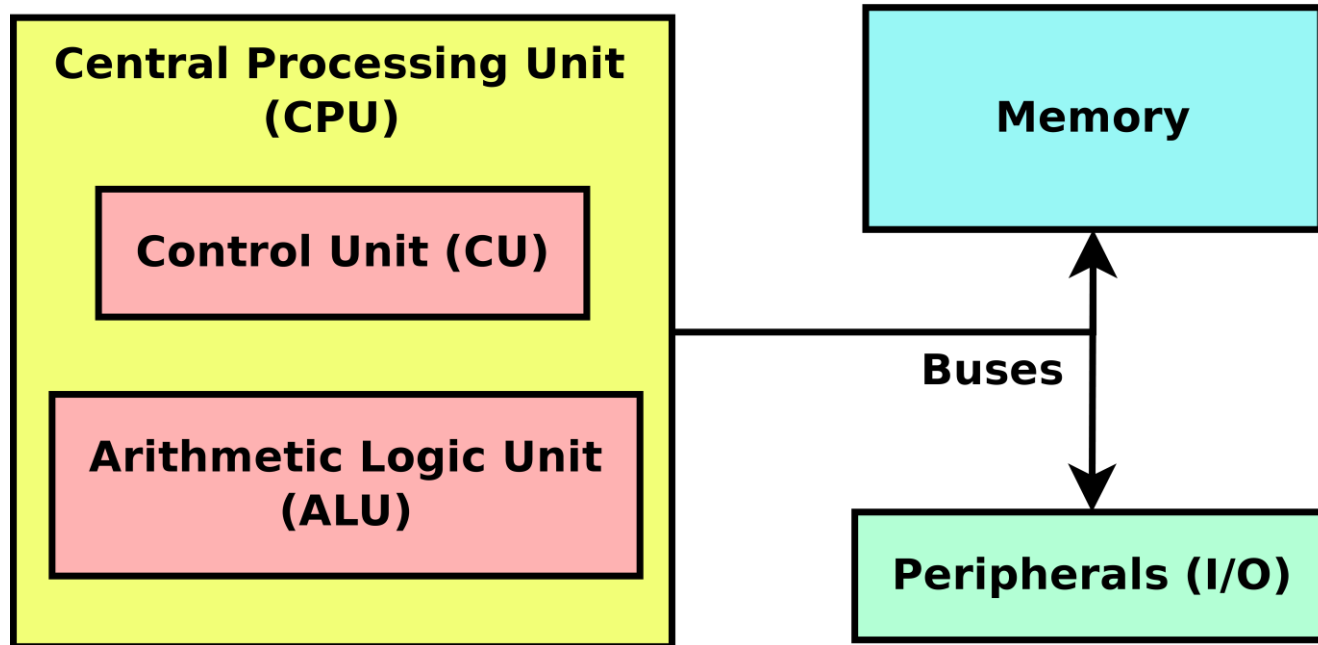 Central Processing Unit
(CPU)
Control Unit (CU)
Arithmetic Logic Unit
(ALU)
Memory
Buses
Peripherals (I/O)